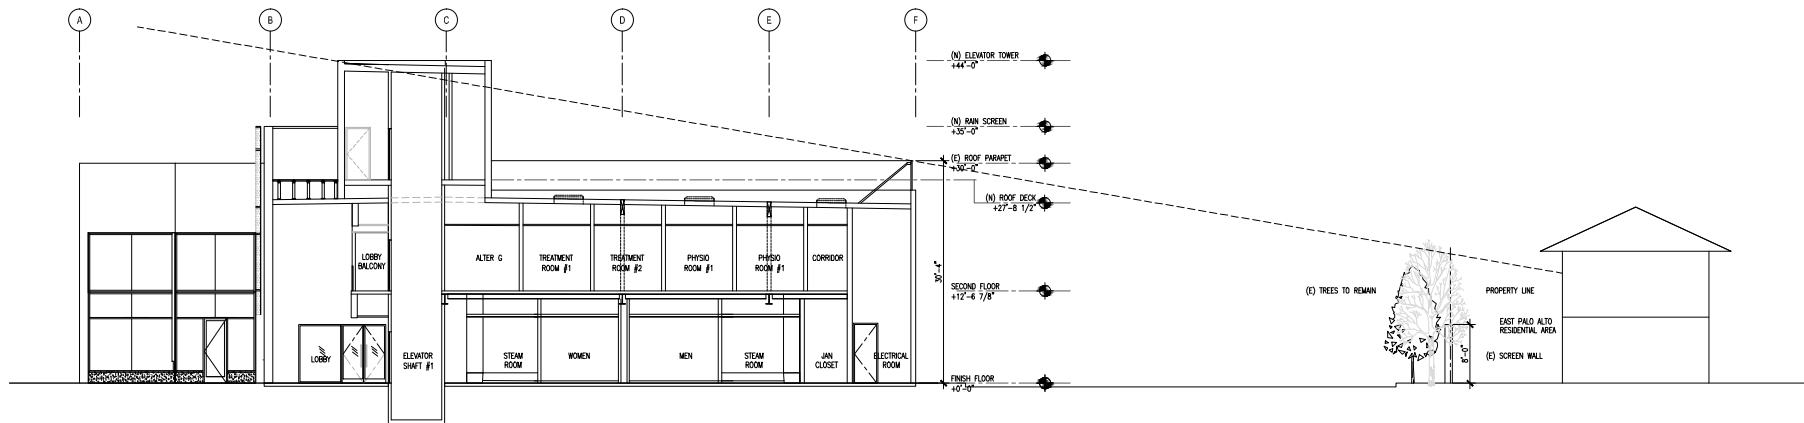 A
B
C
D
E
F
(N) ELEVATOR TOWER
+44'-0"
(N) RAIN SCREEN
+35'-0"
(E) ROOF PARAPET
+30'-0"
(N) ROOF DECK
+27'-8 1/2"
LOBBY
BALCONY
ALTER G
TREATMENT
ROOM #1
TREATMENT
ROOM #2
PHYSIO
ROOM #1
PHYSIO
ROOM #1
CORRIDOR
30'-4"
SECOND FLOOR
+12'-6 7/8"
(E) TREES TO REMAIN
PROPERTY LINE
EAST PALO ALTO
RESIDENTIAL AREA
(E) SCREEN WALL
8'-0"
LOBBY
ELEVATOR
SHAFT #1
STEAM
ROOM
WOMEN
MEN
STEAM
ROOM
JAN
CLOSET
ELECTRICAL
ROOM
FINISH FLOOR
+0'-0"